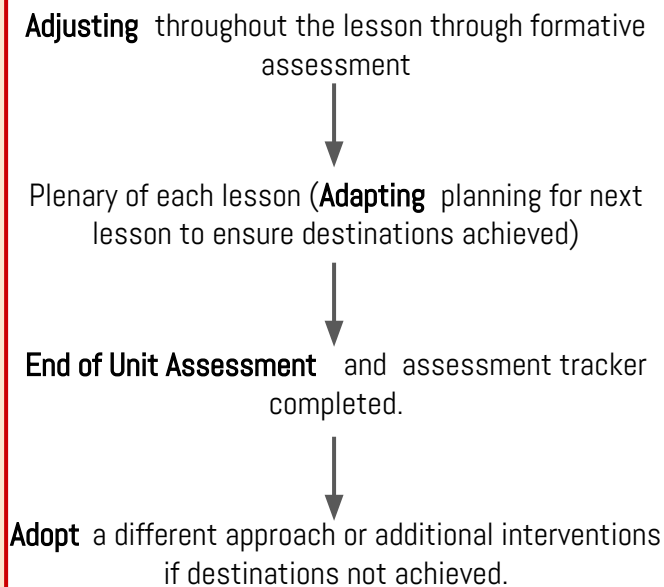 Adjusting throughout the lesson through formative
assessment
Plenary of each lesson (Adapting planning for next
lesson to ensure destinations achieved)
End of Unit Assessment and assessment tracker
completed.
Adopt a different approach or additional interventions
if destinations not achieved.